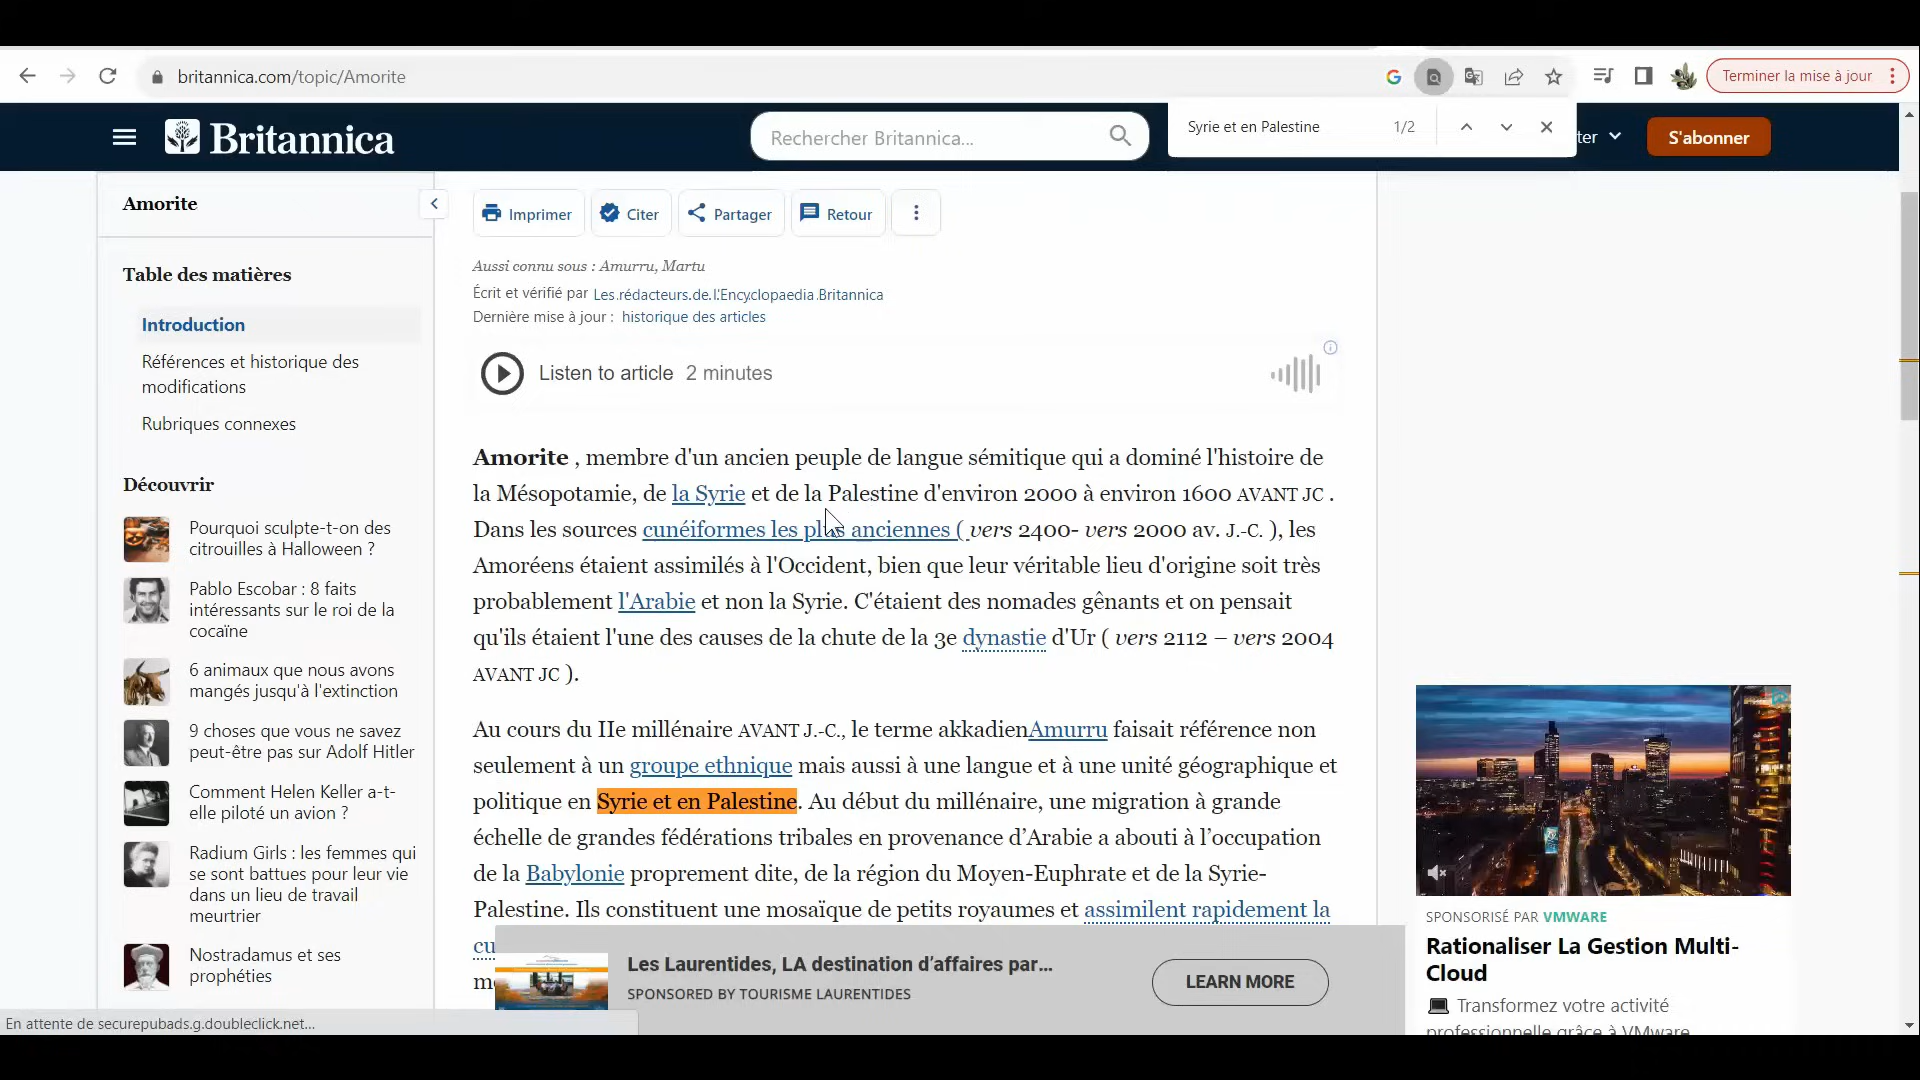 britannica.com/topic/Amorite
Terminer la mise à jour
Britannica
Rechercher Britannica...
Syrie et en Palestine 1/2
ter
S'abonner
Amorite
Table des matières
Introduction
Références et historique des
modifications
Rubriques connexes
Découvrir
Pourquoi sculpte-t-on des
citrouilles à Halloween ?
Pablo Escobar : 8 faits
intéressants sur le roi de la
cocaïne
6 animaux que nous avons
mangés jusqu'à l'extinction
9 choses que vous ne savez
peut-être pas sur Adolf Hitler
Comment Helen Keller a-t-
elle piloté un avion ?
Radium Girls : les femmes qui
se sont battues pour leur vie
dans un lieu de travail
meurtrier
Nostradamus et ses
prophéties
Imprimer Citer Partager Retour
Aussi connu sous : Amurru, Martu
Écrit et vérifié par Les rédacteurs de l'Encyclopaedia Britannica
Dernière mise à jour : historique des articles
Listen to article 2 minutes
Amorite , membre d'un ancien peuple de langue sémitique qui a dominé l'histoire de
la Mésopotamie, de la Syrie et de la Palestine d'environ 2000 à environ 1600 AVANT JC .
Dans les sources cunéiformes les plus anciennes ( vers 2400- vers 2000 av. J.-C. ), les
Amoréens étaient assimilés à l'Occident, bien que leur véritable lieu d'origine soit très
probablement l'Arabie et non la Syrie. C'étaient des nomades gênants et on pensait
qu'ils étaient l'une des causes de la chute de la 3e dynastie d'Ur ( vers 2112 – vers 2004
AVANT JC ).
Au cours du IIe millénaire AVANT J.-C., le terme akkadienAmurru faisait référence non
seulement à un groupe ethnique mais aussi à une langue et à une unité géographique et
politique en Syrie et en Palestine. Au début du millénaire, une migration à grande
échelle de grandes fédérations tribales en provenance d’Arabie a abouti à l’occupation
de la Babylonie proprement dite, de la région du Moyen-Euphrate et de la Syrie-
Palestine. Ils constituent une mosaïque de petits royaumes et assimilent rapidement la
cu
Les Laurentides, LA destination d’affaires par...
SPONSORED BY TOURISME LAURENTIDES
LEARN MORE
SPONSORISÉ PAR VMWARE
Rationaliser La Gestion Multi-
Cloud
Transformez votre activité
professionnelle grâce à VMware
En attente de securepubads.g.doubleclick.net...